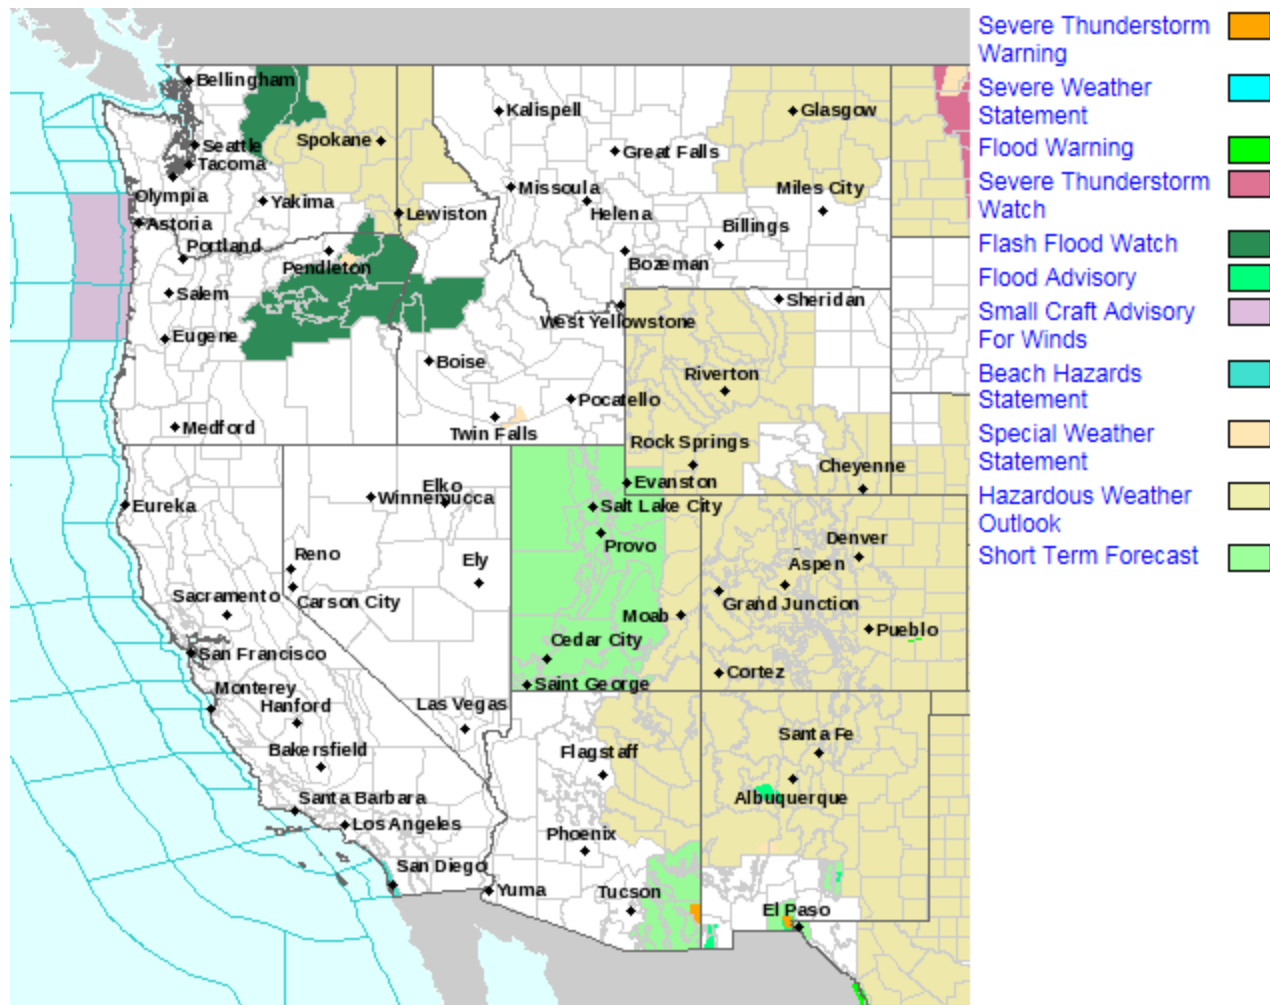 Bellingham
Kalispell
Glasgow
Seattle
Spokane
Great Falls
Tacoma
Olympia
Yakima
Missoula
Miles City
Astoria
Lewiston
Helena
Billings
Portland
Pendleton
Bozeman
Salem
Sheridan
Eugene
West Yellowstone
Boise
Riverton
Pocatello
Medford
Twin Falls
Rock Springs
Cheyenne
Elko
Evanston
Winnemucca
Eureka
Salt Lake City
Provo
Denver
Reno
Ely
Aspen
Sacramento
Carson City
Grand Junction
Moab
Pueblo
Cedar City
San Francisco
Cortez
Saint George
Monterey
Hanford
Las Vegas
Bakersfield
Flagstaff
Santa Fe
Santa Barbara
Albuquerque
Los Angeles
Phoenix
San Diego
Yuma
Tucson
El Paso
Severe Thunderstorm
Warning
Severe Weather
Statement
Flood Warning
Severe Thunderstorm
Watch
Flash Flood Watch
Flood Advisory
Small Craft Advisory
For Winds
Beach Hazards
Statement
Special Weather
Statement
Hazardous Weather
Outlook
Short Term Forecast